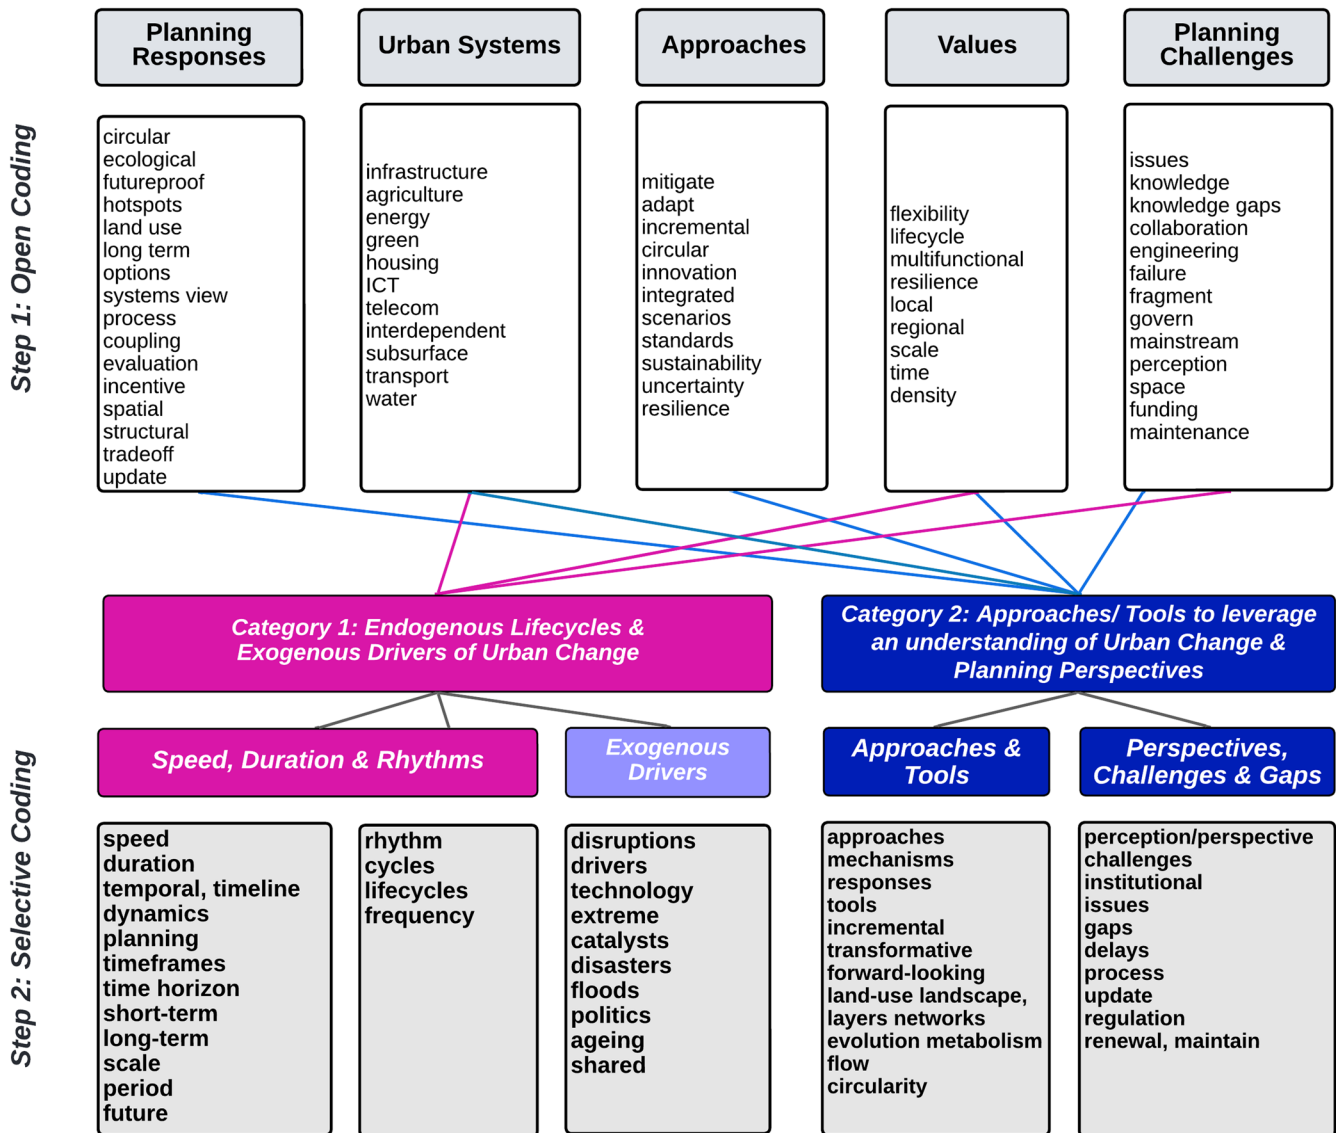 Step 1: Open Coding
Planning
Responses
circular
ecological
futureproof
hotspots
land use
long term
options
systems view
process
coupling
evaluation
incentive
spatial
structural
tradeoff
update
Urban Systems
infrastructure
agriculture
energy
green
housing
ICT
telecom
interdependent
subsurface
transport
water
Approaches
mitigate
adapt
incremental
circular
innovation
integrated
scenarios
standards
sustainability
uncertainty
resilience
Values
flexibility
lifecycle
multifunctional
resilience
local
regional
scale
time
density
Planning
Challenges
issues
knowledge
knowledge gaps
collaboration
engineering
failure
fragment
govern
mainstream
perception
space
funding
maintenance
Step 2: Selective Coding
Category 1: Endogenous Lifecycles &
Exogenous Drivers of Urban Change
Category 2: Approaches/ Tools to leverage
an understanding of Urban Change &
Planning Perspectives
Speed, Duration & Rhythms
speed
duration
temporal, timeline
dynamics
planning
timeframes
time horizon
short-term
long-term
scale
period
future
rhythm
cycles
lifecycles
frequency
Exogenous
Drivers
disruptions
drivers
technology
extreme
catalysts
disasters
floods
politics
ageing
shared
Approaches &
Tools
approaches
mechanisms
responses
tools
incremental
transformative
forward-looking
land-use landscape,
layers networks
evolution metabolism
flow
circularity
Perspectives,
Challenges & Gaps
perception/perspective
challenges
institutional
issues
gaps
delays
process
update
regulation
renewal, maintain